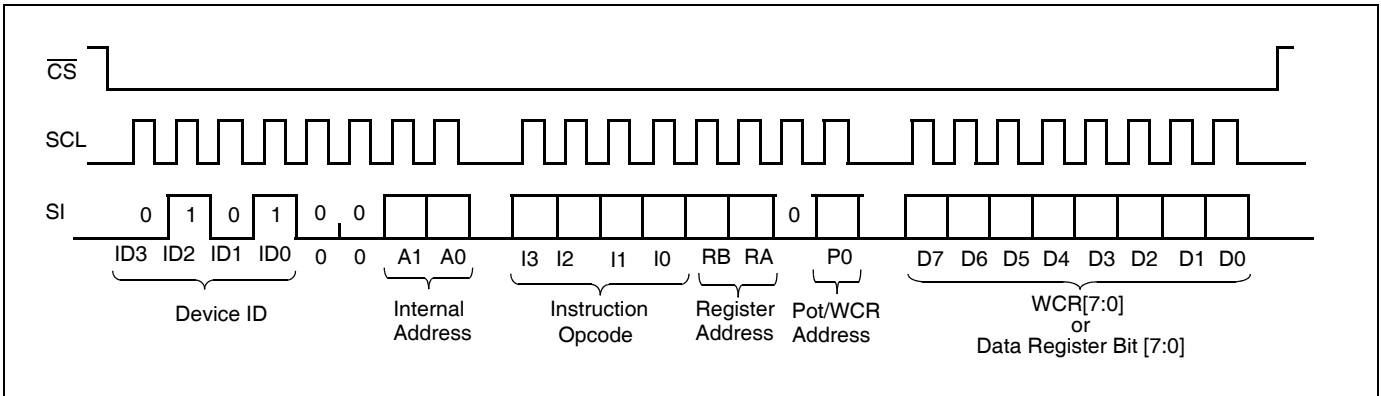 CS
SCL
SI 0 1 0 1 0 0 0
ID3 ID2 ID1 ID0 0 0 A1 A0 I3 I2 I1 I0 RB RA P0 D7 D6 D5 D4 D3 D2 D1 D0
Device ID Internal Address Instruction Opcode Register Address Pot/WCR Address WCR[7:0]
or
Data Register Bit [7:0]